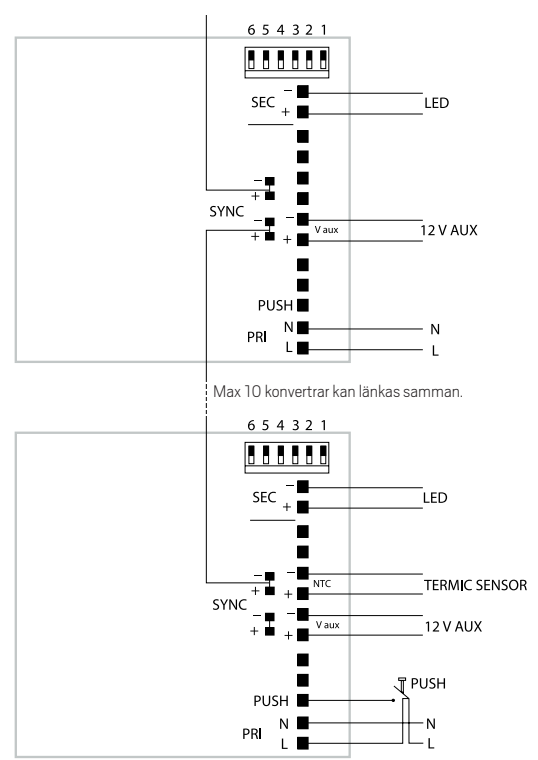 6 5 4 3 2 1
−
SEC
+
LED
−
+
SYNC
−
+
−
V aux
+
12 V AUX
PUSH
PRI
N
N
L
L
Max 10 konvertrar kan länkas samman.
6 5 4 3 2 1
−
SEC
+
LED
−
+
−
NTC
+
TERMIC SENSOR
SYNC
−
+
−
V aux
+
12 V AUX
PUSH
PUSH
PRI
N
N
L
L